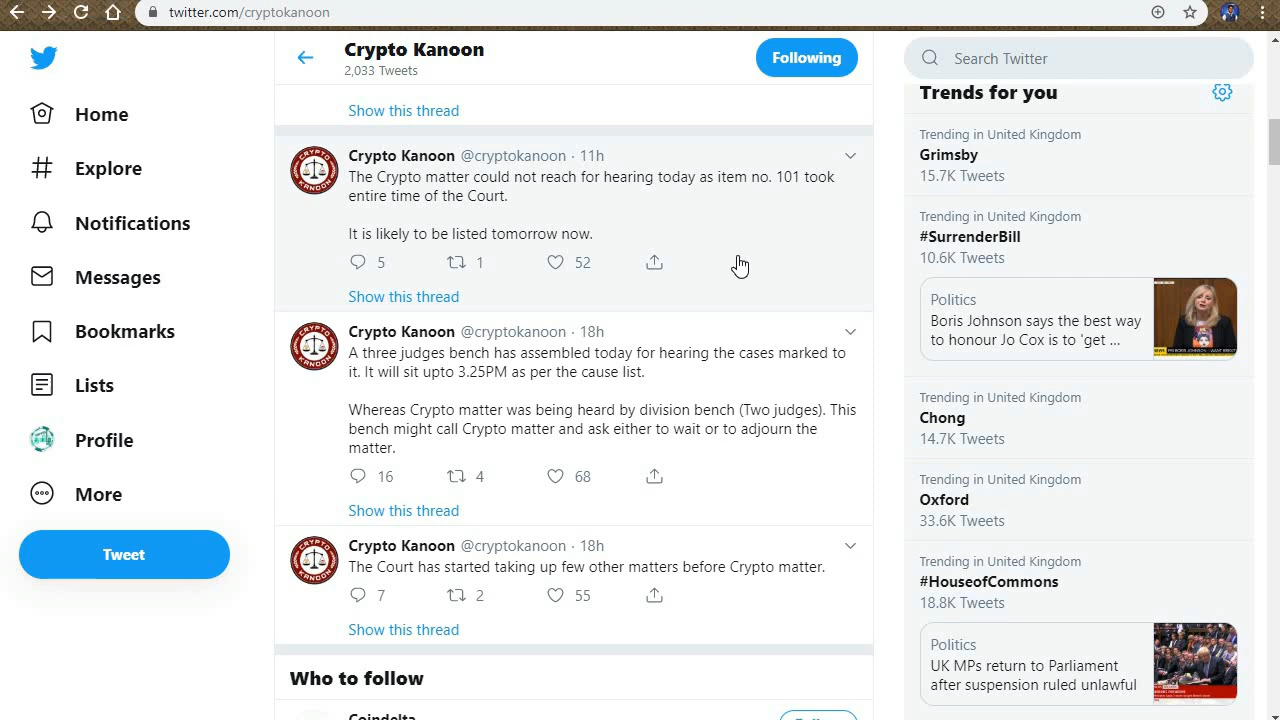 twitter.com/cryptokanoon
Home
Explore
Notifications
Messages
Bookmarks
Lists
Profile
More
Tweet
Crypto Kanoon
2,033 Tweets
Following
Show this thread
CRYPTO
KANOON
Crypto Kanoon @cryptokanoon · 11h
The Crypto matter could not reach for hearing today as item no. 101 took
entire time of the Court.
It is likely to be listed tomorrow now.
5 1 52
Show this thread
CRYPTO
KANOON
Crypto Kanoon @cryptokanoon · 18h
A three judges bench has assembled today for hearing the cases marked to
it. It will sit upto 3.25PM as per the cause list.
Whereas Crypto matter was being heard by division bench (Two judges). This
bench might call Crypto matter and ask either to wait or to adjourn the
matter.
16 4 68
Show this thread
CRYPTO
KANOON
Crypto Kanoon @cryptokanoon · 18h
The Court has started taking up few other matters before Crypto matter.
7 2 55
Show this thread
Who to follow
Coindelta
Search Twitter
Trends for you
Trending in United Kingdom
Grimsby
15.7K Tweets
Trending in United Kingdom
#SurrenderBill
10.6K Tweets
Politics
Boris Johnson says the best way
to honour Jo Cox is to 'get ...
Trending in United Kingdom
Chong
14.7K Tweets
Trending in United Kingdom
Oxford
33.6K Tweets
Trending in United Kingdom
#HouseofCommons
18.8K Tweets
Politics
UK MPs return to Parliament
after suspension ruled unlawful